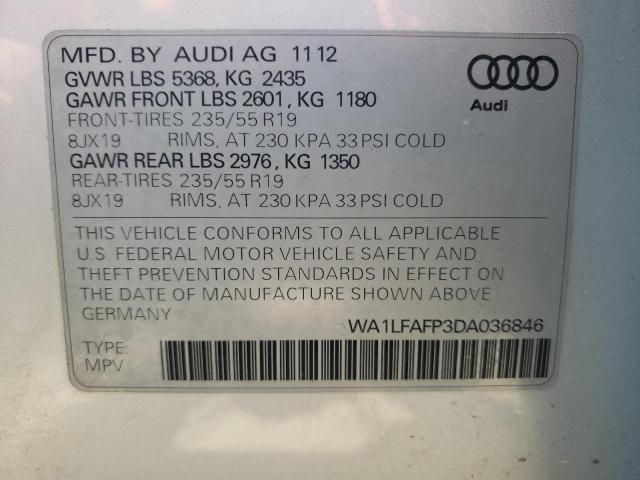 MFD. BY AUDI AG 11 12
GVWR LBS 5368, KG 2435
GAWR FRONT LBS 2601, KG 1180
FRONT-TIRES 235/55 R19
8JX19 RIMS, AT 230 KPA 33 PSI COLD
GAWR REAR LBS 2976, KG 1350
REAR-TIRES 235/55 R19
8JX19 RIMS, AT 230 KPA 33 PSI COLD
Audi
THIS VEHICLE CONFORMS TO ALL APPLICABLE
U.S. FEDERAL MOTOR VEHICLE SAFETY AND
THEFT PREVENTION STANDARDS IN EFFECT ON
THE DATE OF MANUFACTURE SHOWN ABOVE
GERMANY
WA1LFAFP3DA036846
TYPE:
MPV